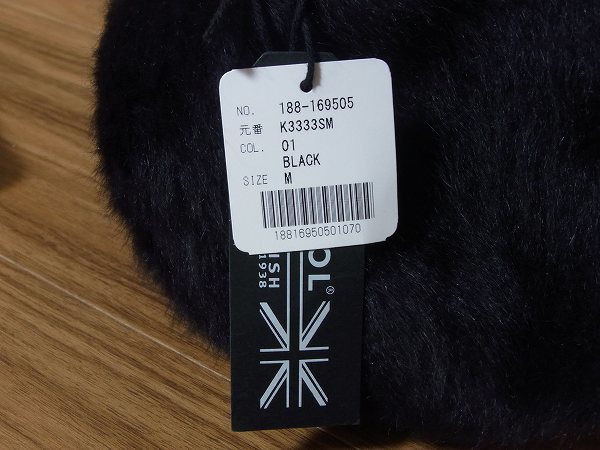 NO. 188-169505
元番 K3333SM
COL. 01
BLACK
SIZE M
18816950501070
OL®
ISH
1938